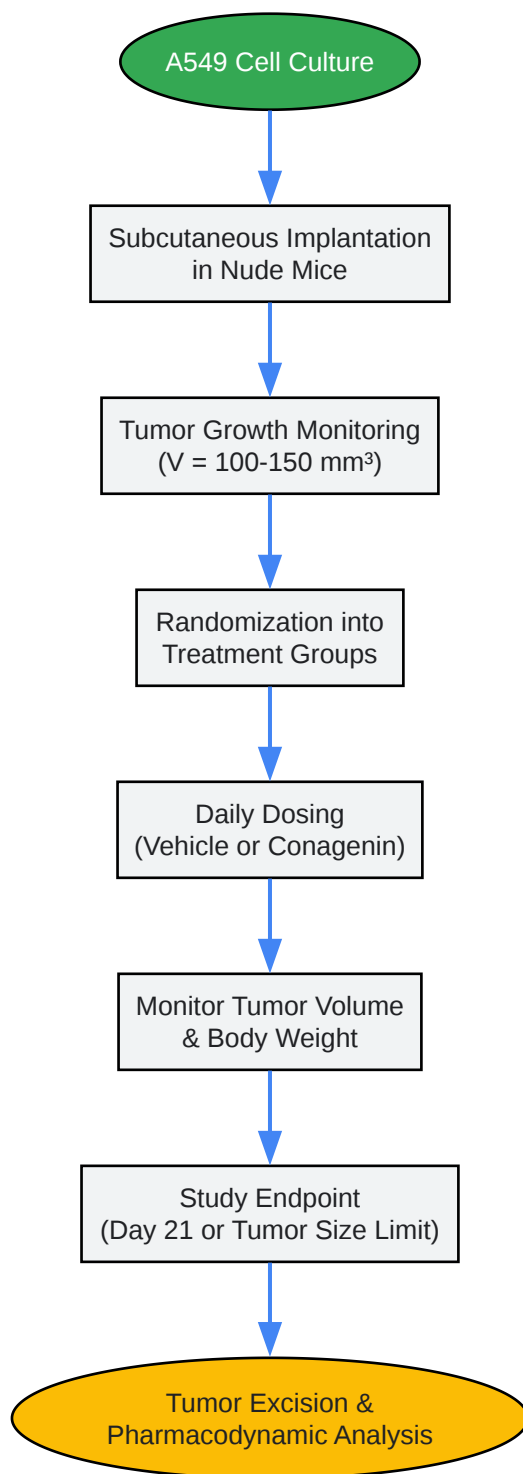 A549 Cell Culture
Subcutaneous Implantation
in Nude Mice
Tumor Growth Monitoring
(V = 100-150 mm³)
Randomization into
Treatment Groups
Daily Dosing
(Vehicle or Conagenin)
Monitor Tumor Volume
& Body Weight
Study Endpoint
(Day 21 or Tumor Size Limit)
Tumor Excision &
Pharmacodynamic Analysis